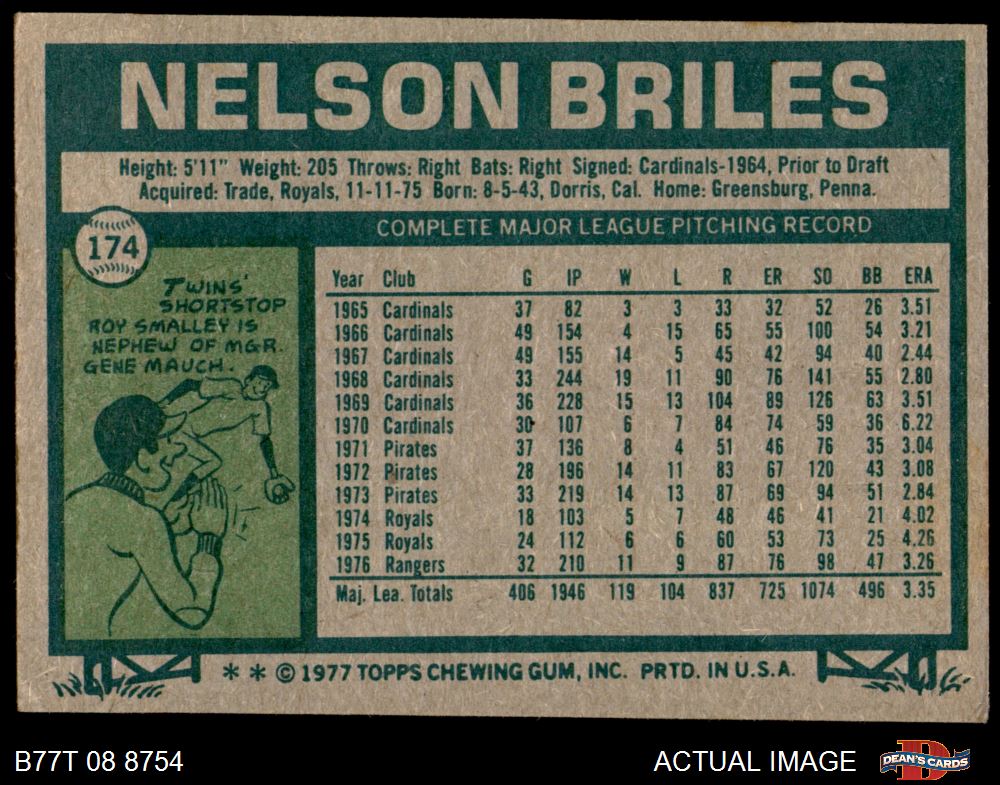 NELSON BRILES
Height: 5'11" Weight: 205 Throws: Right Bats: Right Signed: Cardinals-1964, Prior to Draft
Acquired: Trade, Royals, 11-11-75 Born: 8-5-43, Dorris, Cal. Home: Greensburg, Penna.
174
COMPLETE MAJOR LEAGUE PITCHING RECORD
TWINS'
SHORTSTOP
ROY SMALLEY IS
NEPHEW OF MGR.
GENE MAUCH.
Year Club G IP W L R ER SO BB ERA
1965 Cardinals 37 82 3 3 33 32 52 26 3.51
1966 Cardinals 49 154 4 15 65 55 100 54 3.21
1967 Cardinals 49 155 14 5 45 42 94 40 2.44
1968 Cardinals 33 244 19 11 90 76 141 55 2.80
1969 Cardinals 36 228 15 13 104 89 126 63 3.51
1970 Cardinals 30 107 6 7 84 74 59 36 6.22
1971 Pirates 37 136 8 4 51 46 76 35 3.04
1972 Pirates 28 196 14 11 83 67 120 43 3.08
1973 Pirates 33 219 14 13 87 69 94 51 2.84
1974 Royals 18 103 5 7 48 46 41 21 4.02
1975 Royals 24 112 6 6 60 53 73 25 4.26
1976 Rangers 32 210 11 9 87 76 98 47 3.26
Maj. Lea. Totals 406 1946 119 104 837 725 1074 496 3.35
* * © 1977 TOPPS CHEWING GUM, INC. PRTD. IN U.S.A.
B77T 08 8754
ACTUAL IMAGE
D
DEAN'S CARDS